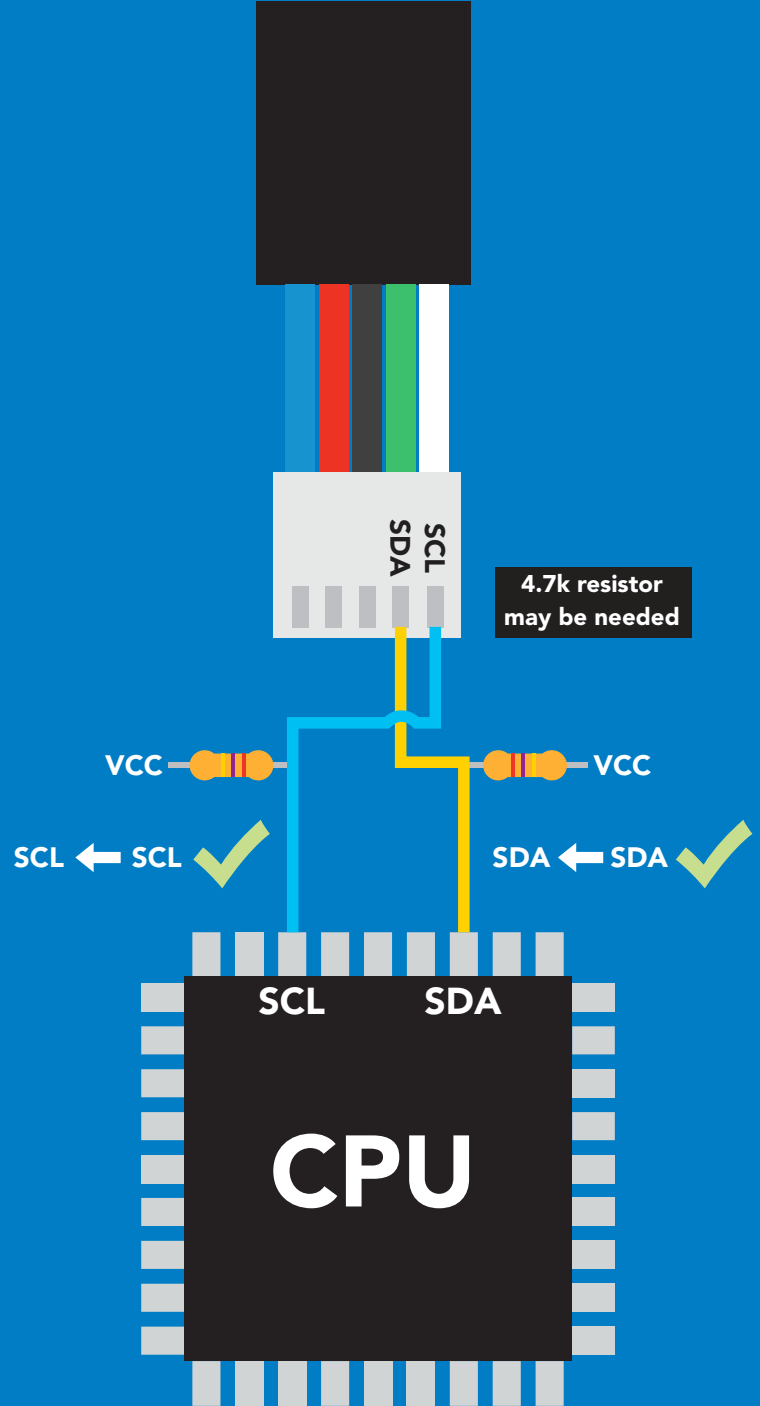 SDA
SCL
4.7k resistor
may be needed
VCC
VCC
SCL SCL
SDA SDA
SCL
SDA
CPU